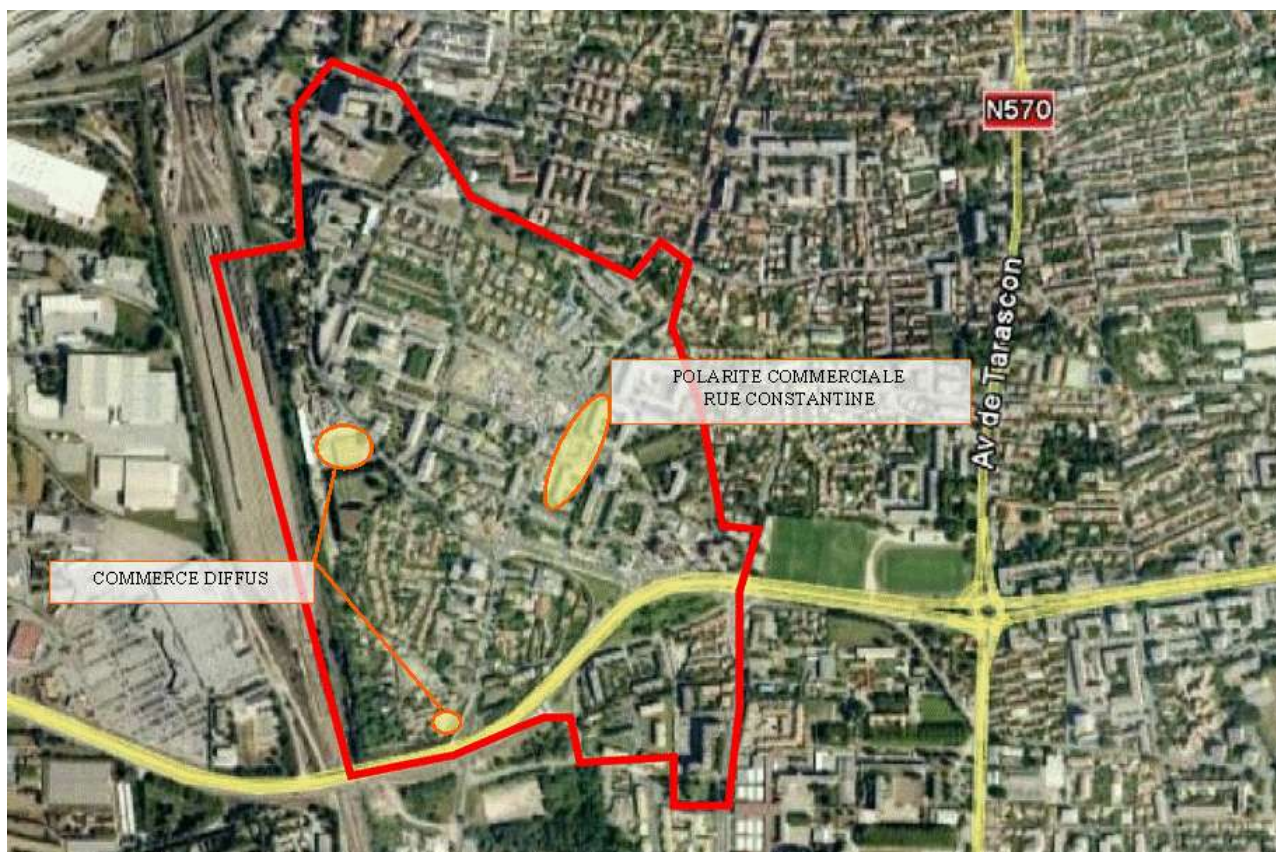 N570
Av de Tarascon
POLARITE COMMERCIALE
RUE CONSTANTINE
COMMERCE DIFFUS